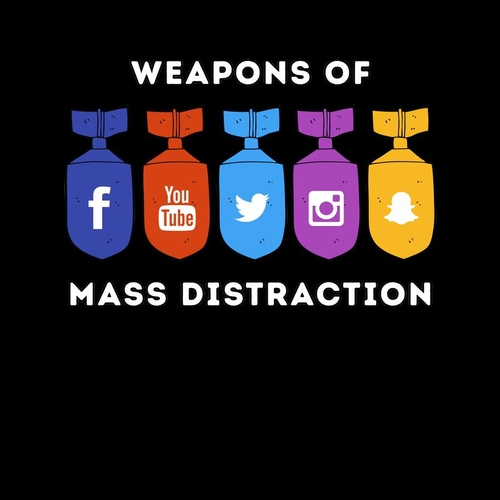 WEAPONS OF
f
You
Tube
MASS DISTRACTION